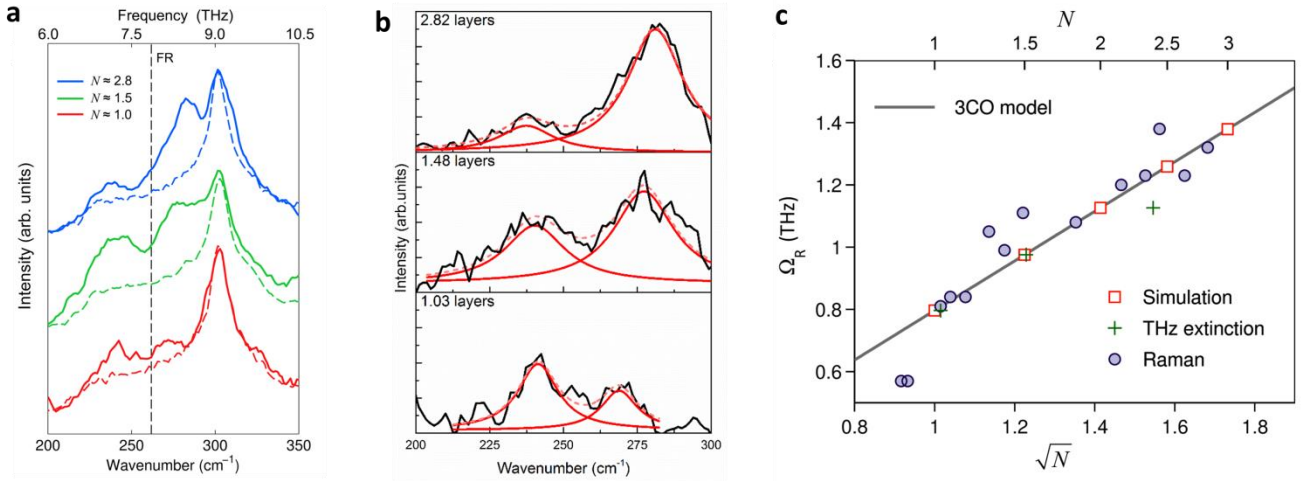 a
Frequency (THz)
6.0 7.5 9.0 10.5
FR
N ≈ 2.8
N ≈ 1.5
N ≈ 1.0
Intensity (arb. units)
200 250 300 350
Wavenumber (cm⁻¹)
b
2.82 layers
1.48 layers
1.03 layers
Intensity (arb.units)
200 225 250 275 300
Wavenumber (cm⁻¹)
c
N
1 1.5 2 2.5 3
1.6
1.4
1.2
1
0.8
0.6
Ω_R (THz)
3CO model
Simulation
THz extinction
Raman
0.8 1 1.2 1.4 1.6 1.8
√N